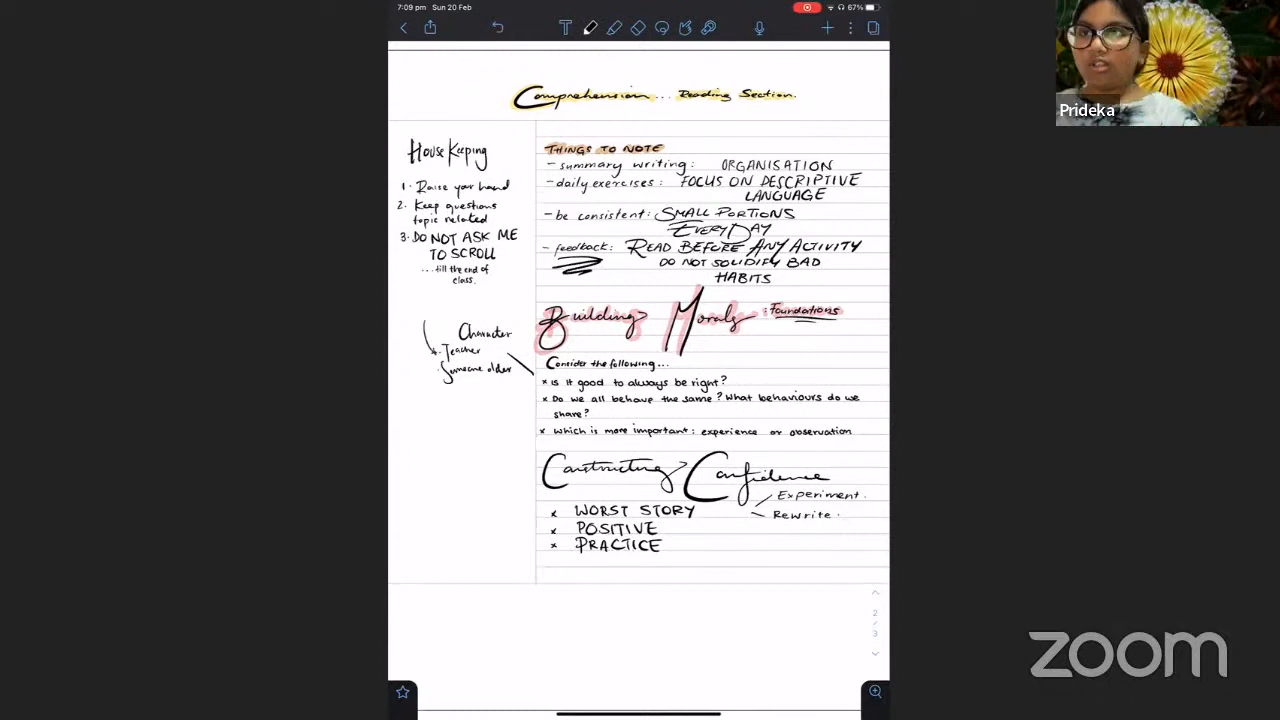 7:09 pm Sun 20 Feb
67%
Prideka
Comprehension... Reading Section.
House Keeping
1. Raise your hand
2. Keep questions
topic related
3. DO NOT ASK ME
TO SCROLL
...till the end of
class.
Character
Teacher
Someone older
THINGS TO NOTE
- summary writing: ORGANISATION
- daily exercises: FOCUS ON DESCRIPTIVE
LANGUAGE
- be consistent: SMALL PORTIONS
EVERY DAY
- feedback: READ BEFORE ANY ACTIVITY
DO NOT SOLIDIFY BAD
HABITS
Building Morals: Foundations
Consider the following...
x Is it good to always be right?
x Do we all behave the same? What behaviours do we
share?
x Which is more important: experience or observation
Constructing Confidence
Experiment.
Rewrite.
x WORST STORY
x POSITIVE
x PRACTICE
2
/
3
zoom